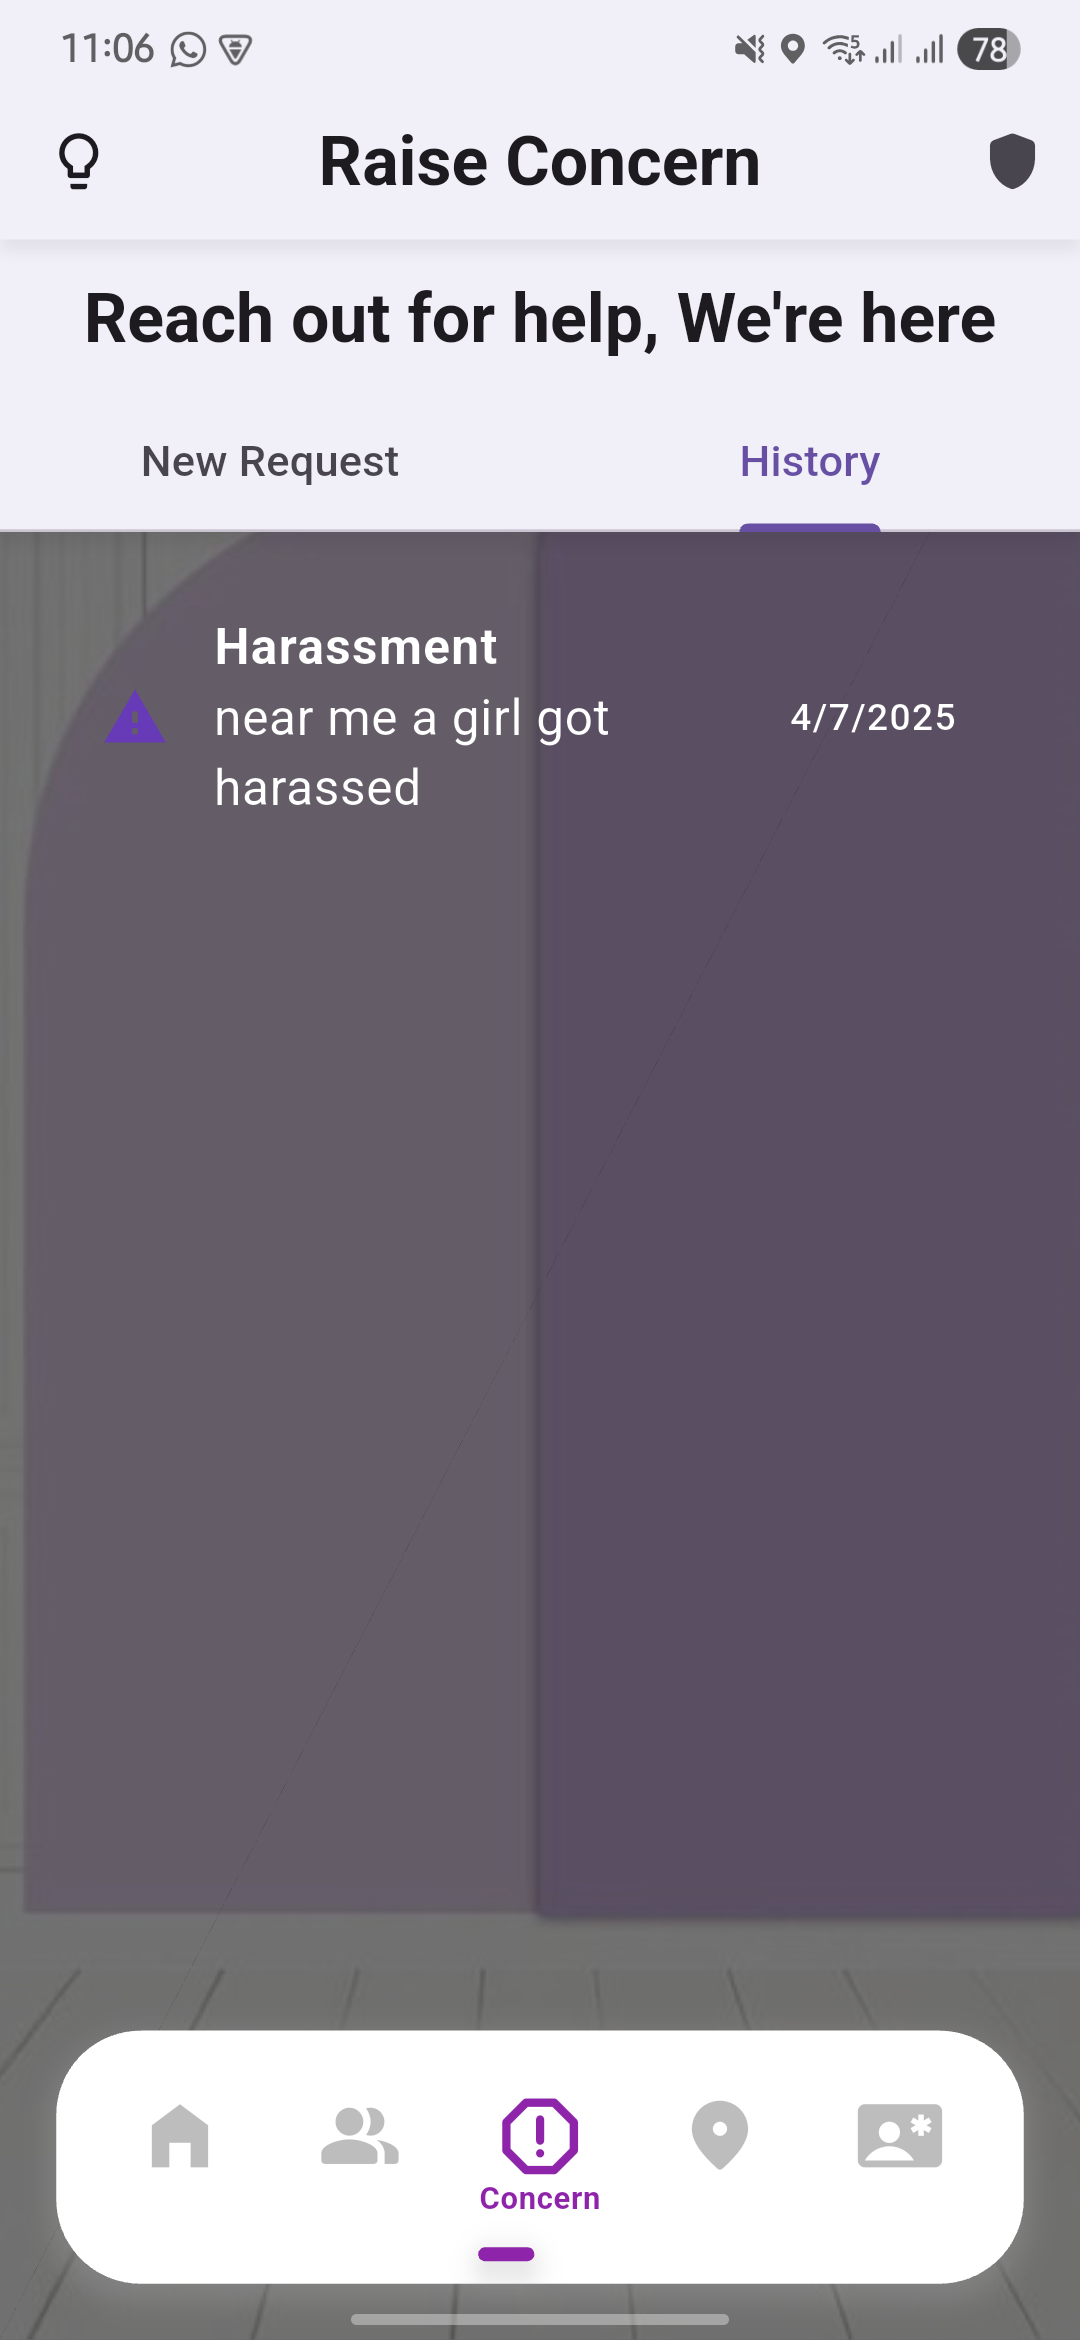 11:06
5
78
Raise Concern
Reach out for help, We're here
New Request
History
Harassment
near me a girl got
harassed
4/7/2025
Concern